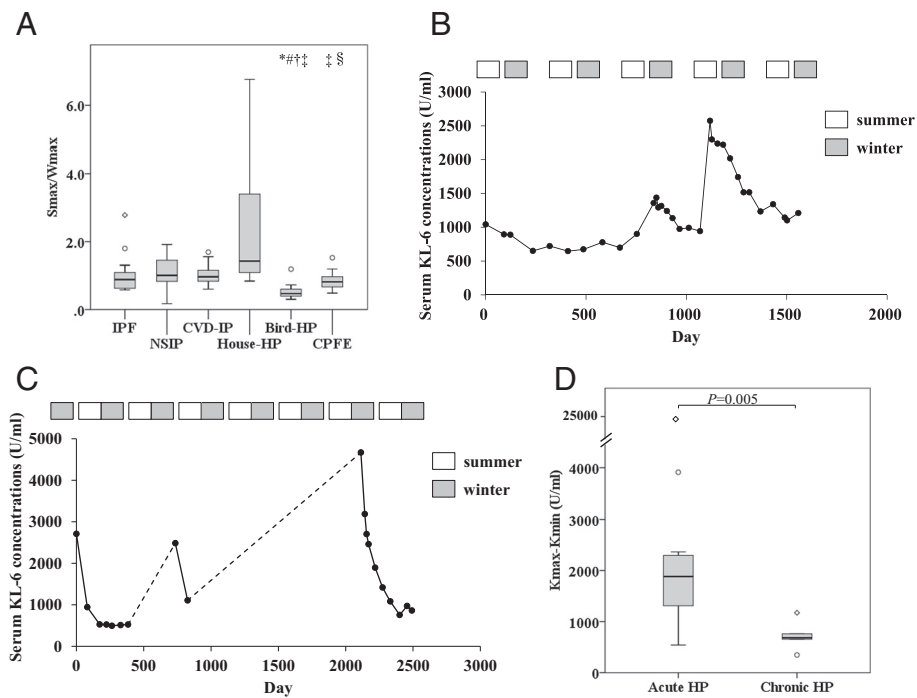 A
*#†‡ ‡ §
Smax/Wmax
6.0
4.0
2.0
.0
IPF CVD-IP Bird-HP
NSIP House-HP CPFE
B
Serum KL-6 concentrations (U/ml)
3000
2500
2000
1500
1000
500
0
0 500 1000 1500 2000
Day
summer
winter
C
Serum KL-6 concentrations (U/ml)
5000
4000
3000
2000
1000
0
0 500 1000 1500 2000 2500 3000
Day
summer
winter
D
P=0.005
Kmax-Kmin (U/ml)
25000
4000
3000
2000
1000
0
Acute HP Chronic HP